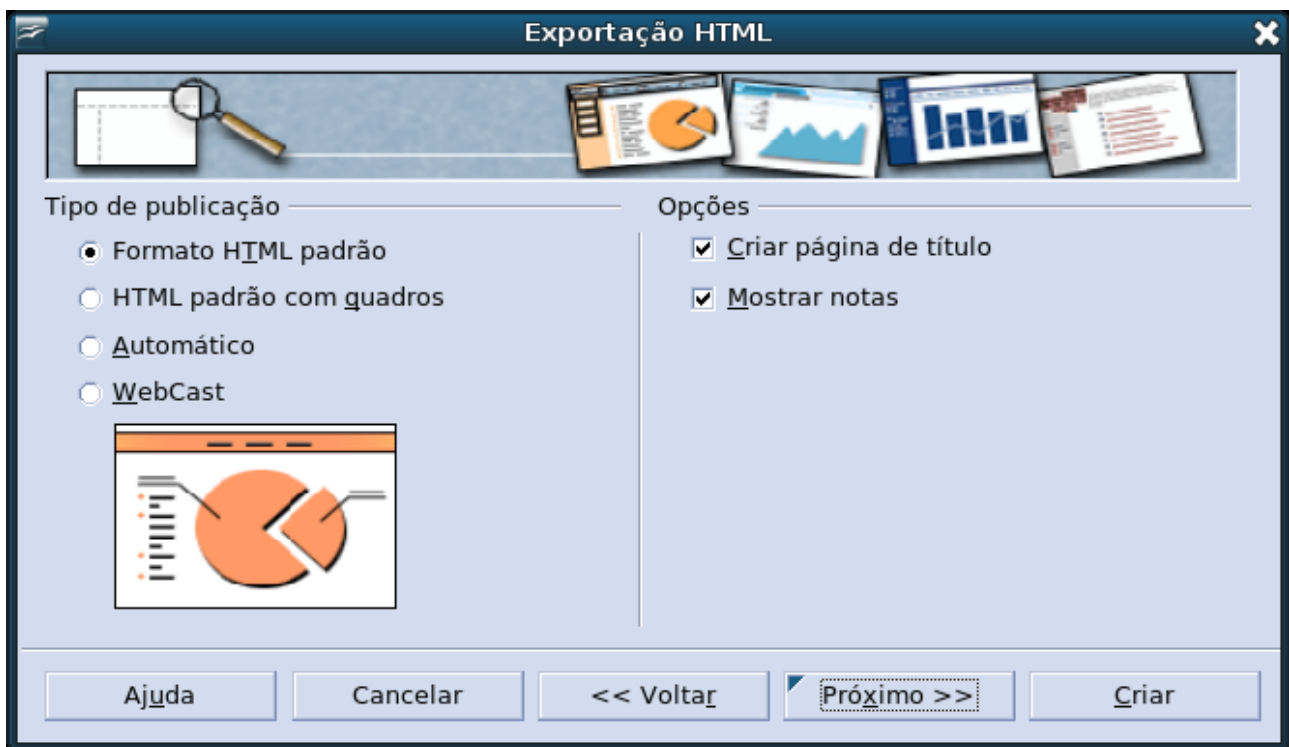 Exportação HTML
Tipo de publicação
Opções
Formato HTML padrão
Criar página de título
HTML padrão com quadros
Mostrar notas
Automático
WebCast
Ajuda
Cancelar
<< Voltar
Próximo >>
Criar